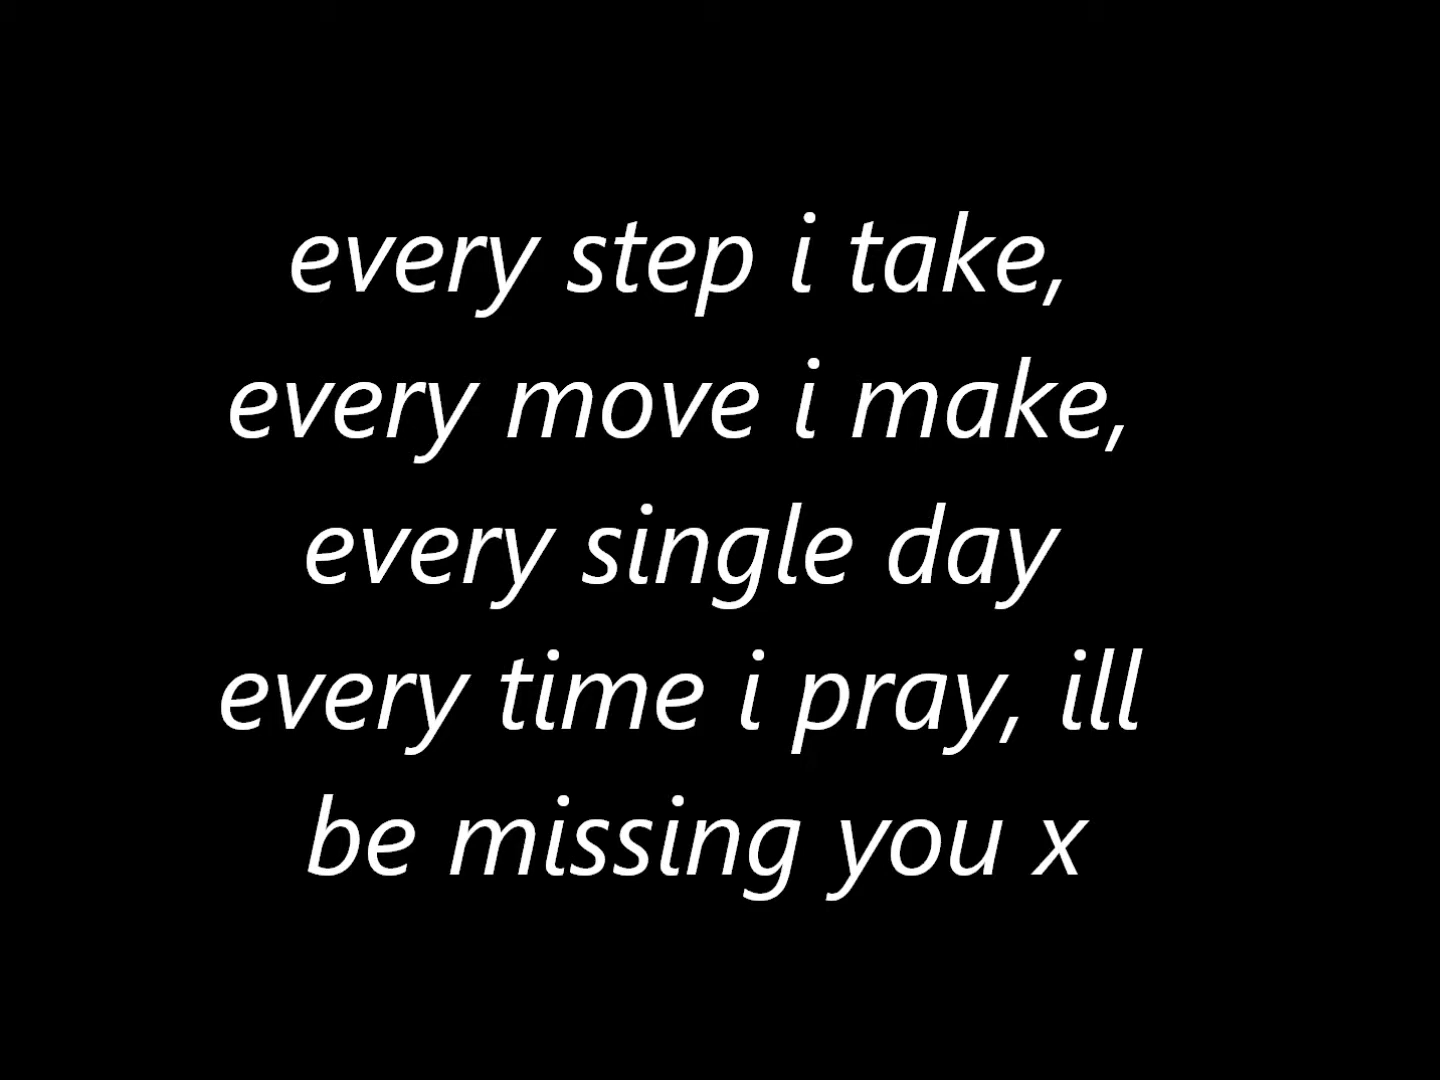 every step i take,
every move i make,
every single day
every time i pray, ill
be missing you x